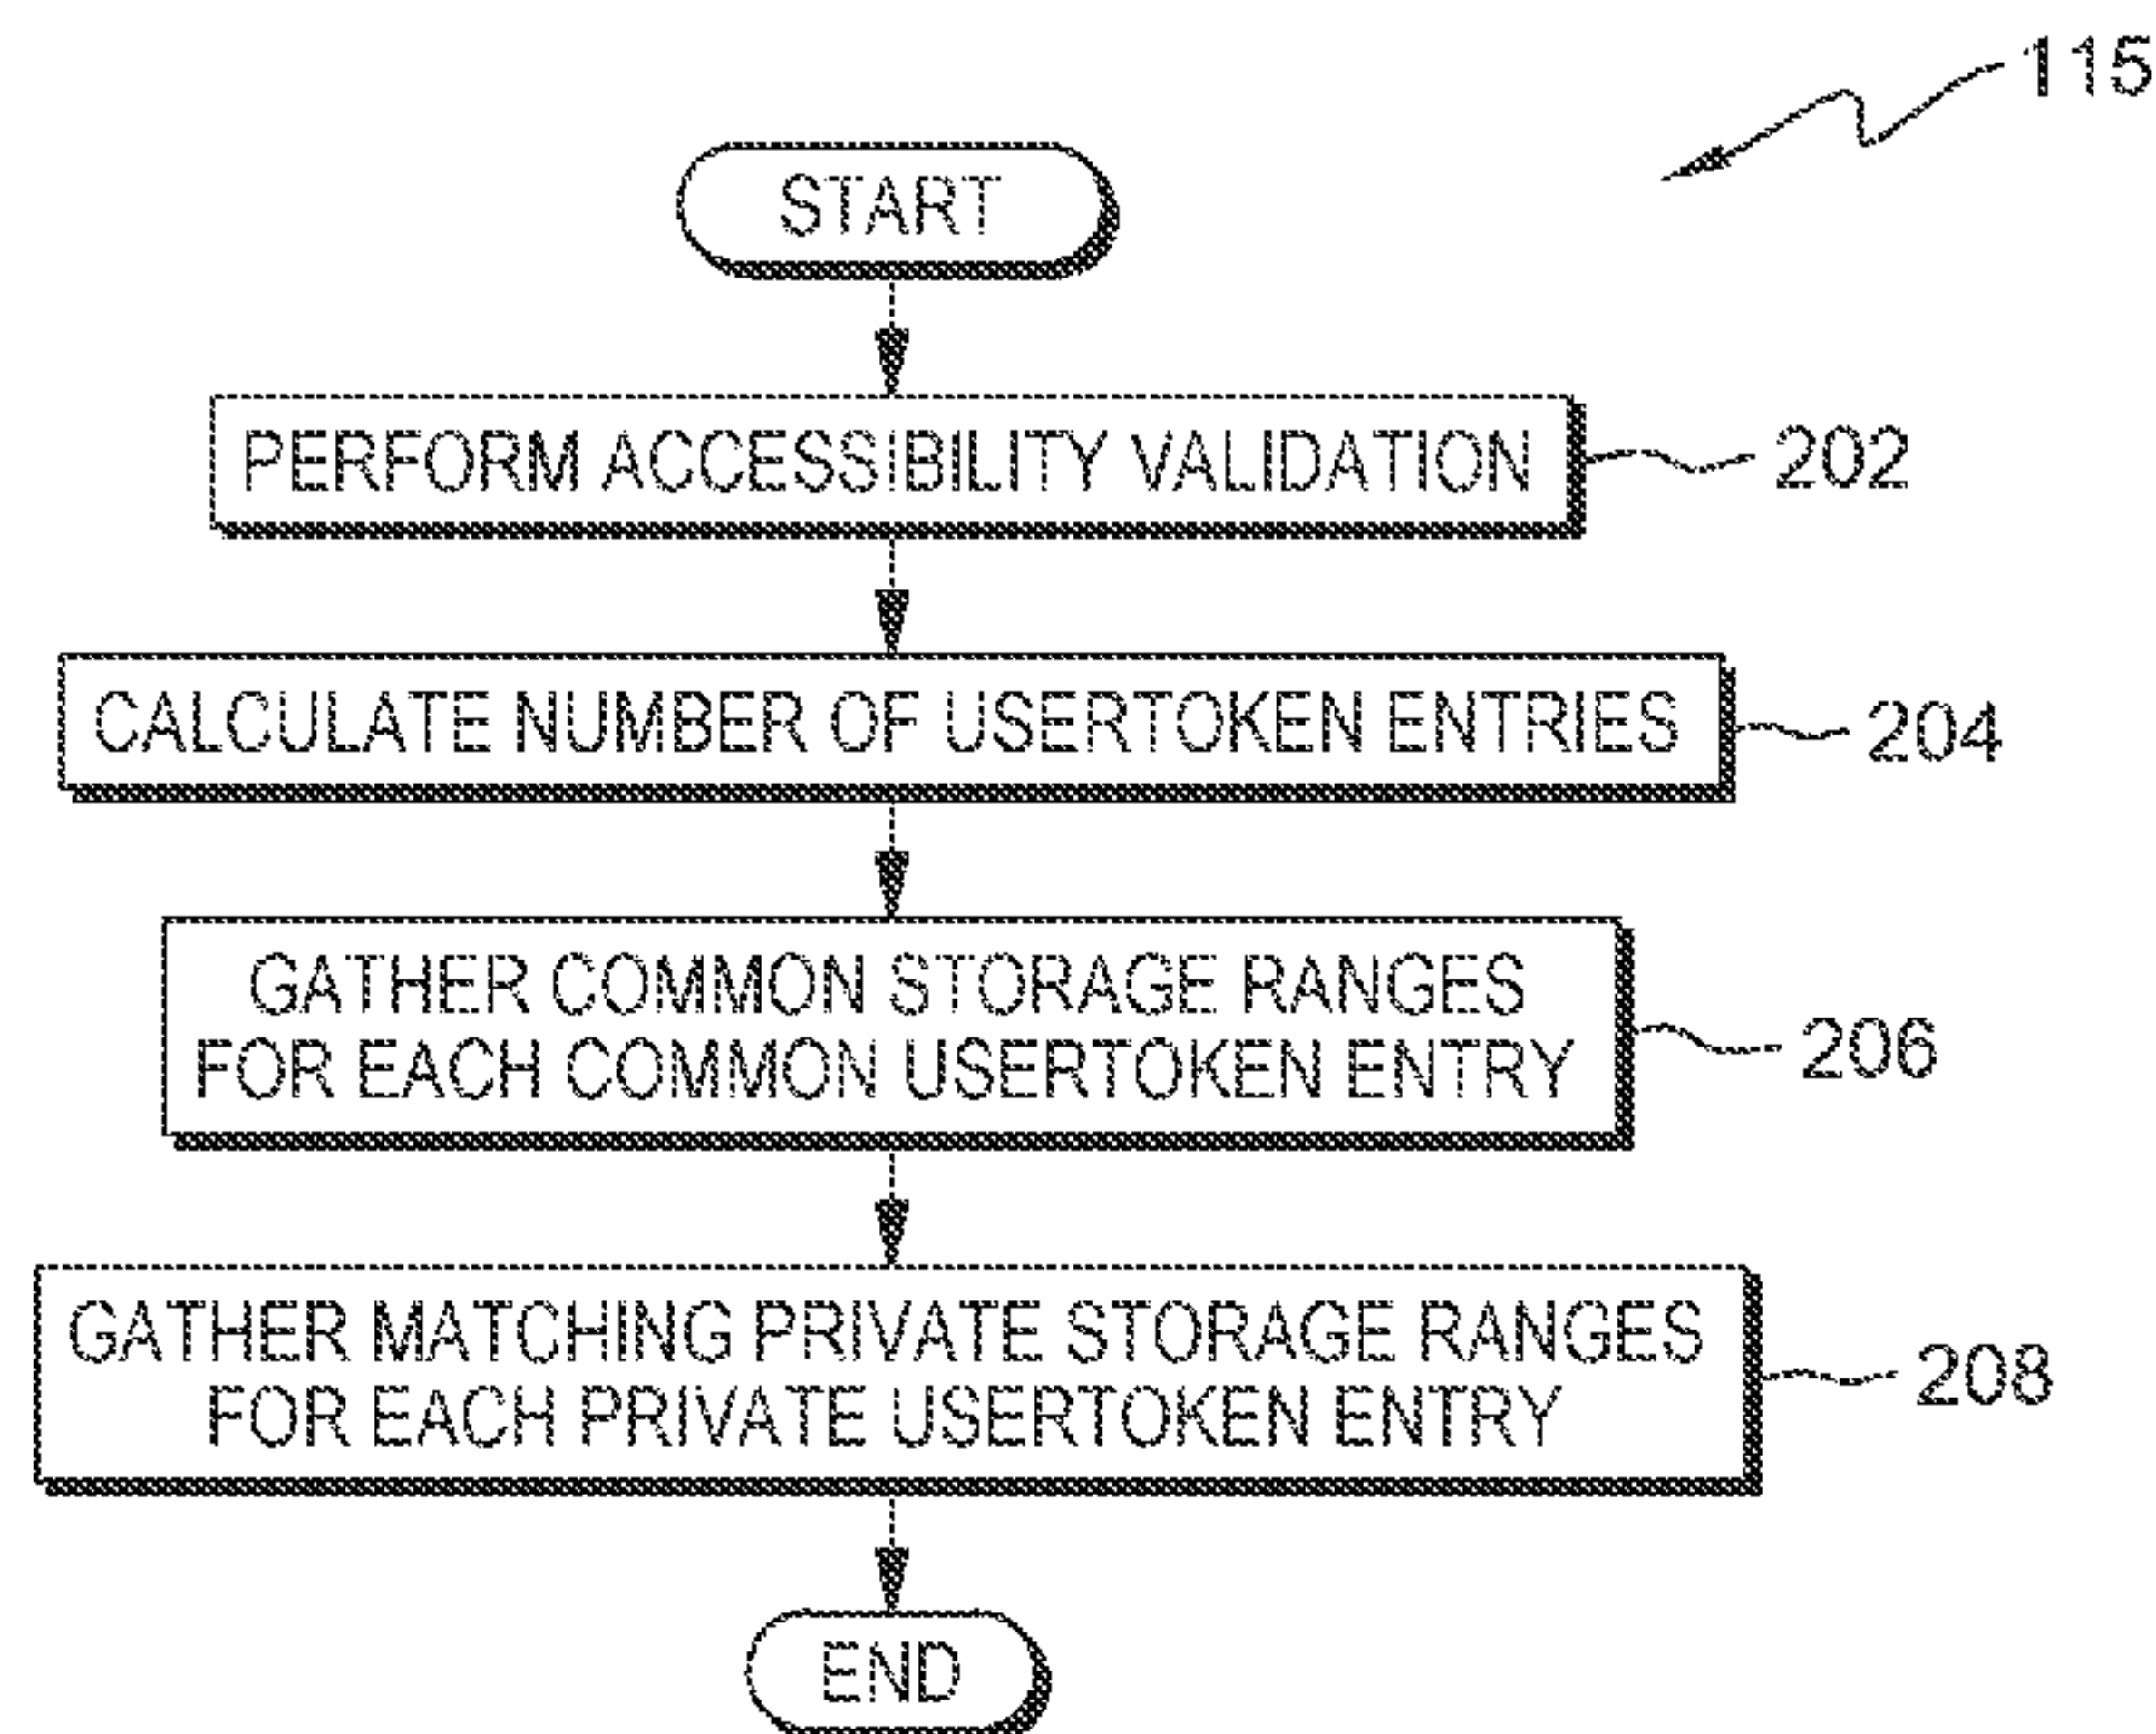 115
START
PERFORM ACCESSIBILITY VALIDATION
202
CALCULATE NUMBER OF USERTOKEN ENTRIES
204
GATHER COMMON STORAGE RANGES
FOR EACH COMMON USERTOKEN ENTRY
206
GATHER MATCHING PRIVATE STORAGE RANGES
FOR EACH PRIVATE USERTOKEN ENTRY
208
END